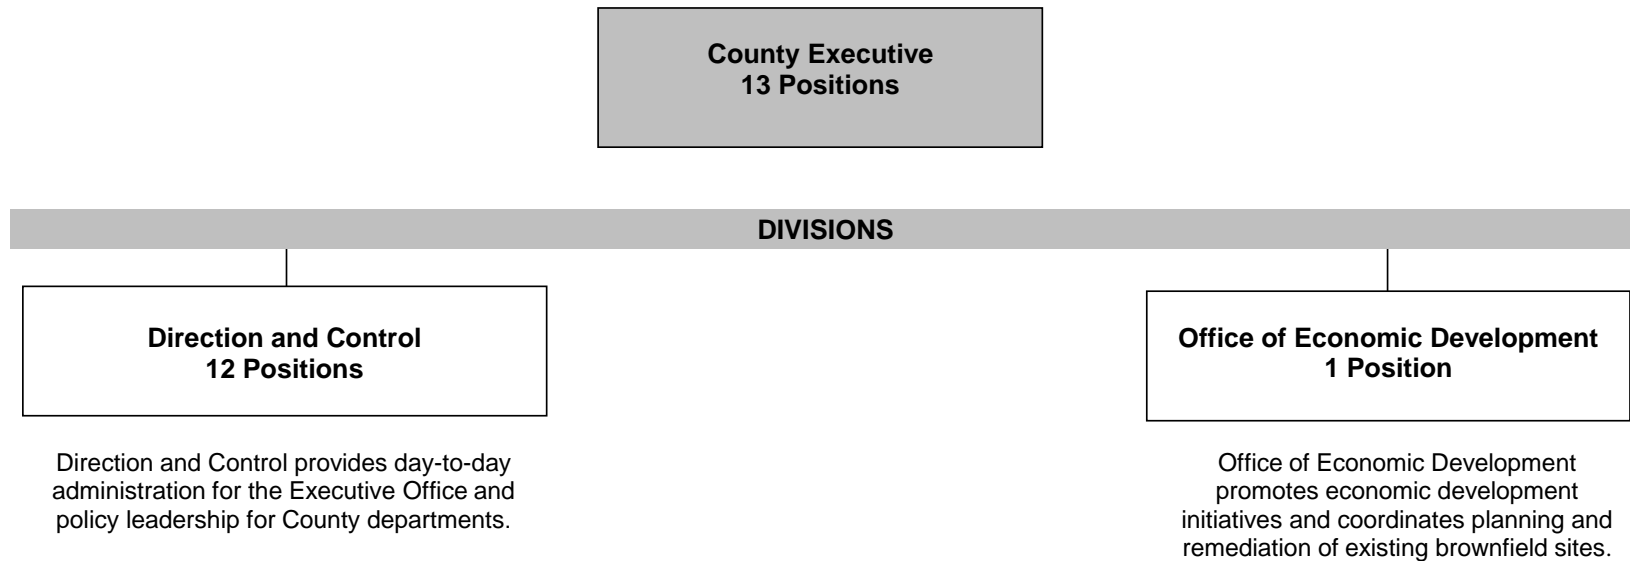 County Executive
13 Positions
DIVISIONS
Direction and Control
12 Positions
Office of Economic Development
1 Position
Direction and Control provides day-to-day
administration for the Executive Office and
policy leadership for County departments.
Office of Economic Development
promotes economic development
initiatives and coordinates planning and
remediation of existing brownfield sites.